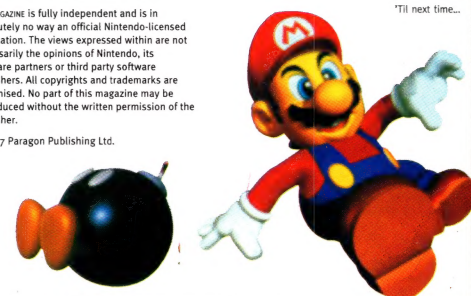 'Til next time...
GAZINE is fully independent and is in
utely no way an official Nintendo-licensed
ation. The views expressed within are not
sarily the opinions of Nintendo, its
are partners or third party software
hers. All copyrights and trademarks are
nised. No part of this magazine may be
duced without the written permission of the
her.
7 Paragon Publishing Ltd.
M